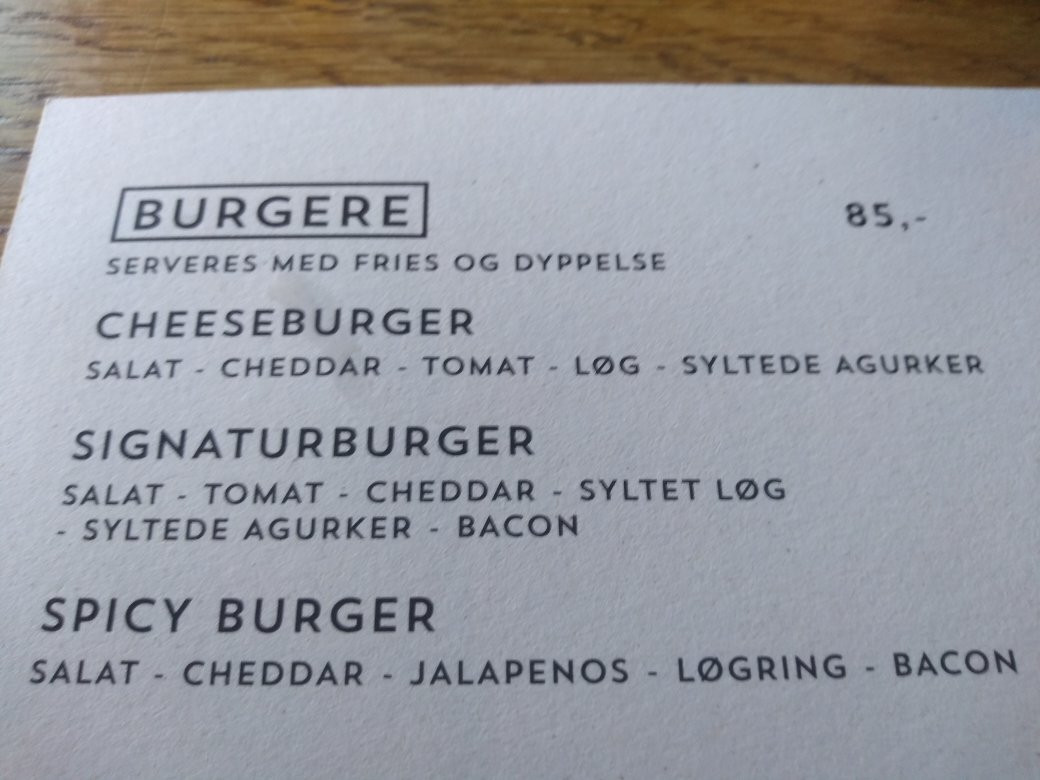 BURGERE 85,-
SERVERES MED FRIES OG DYPPELSE
CHEESEBURGER
SALAT - CHEDDAR - TOMAT - LØG - SYLTEDE AGURKER
SIGNATURBURGER
SALAT - TOMAT - CHEDDAR - SYLTET LØG
- SYLTEDE AGURKER - BACON
SPICY BURGER
SALAT - CHEDDAR - JALAPENOS - LØGRING - BACON